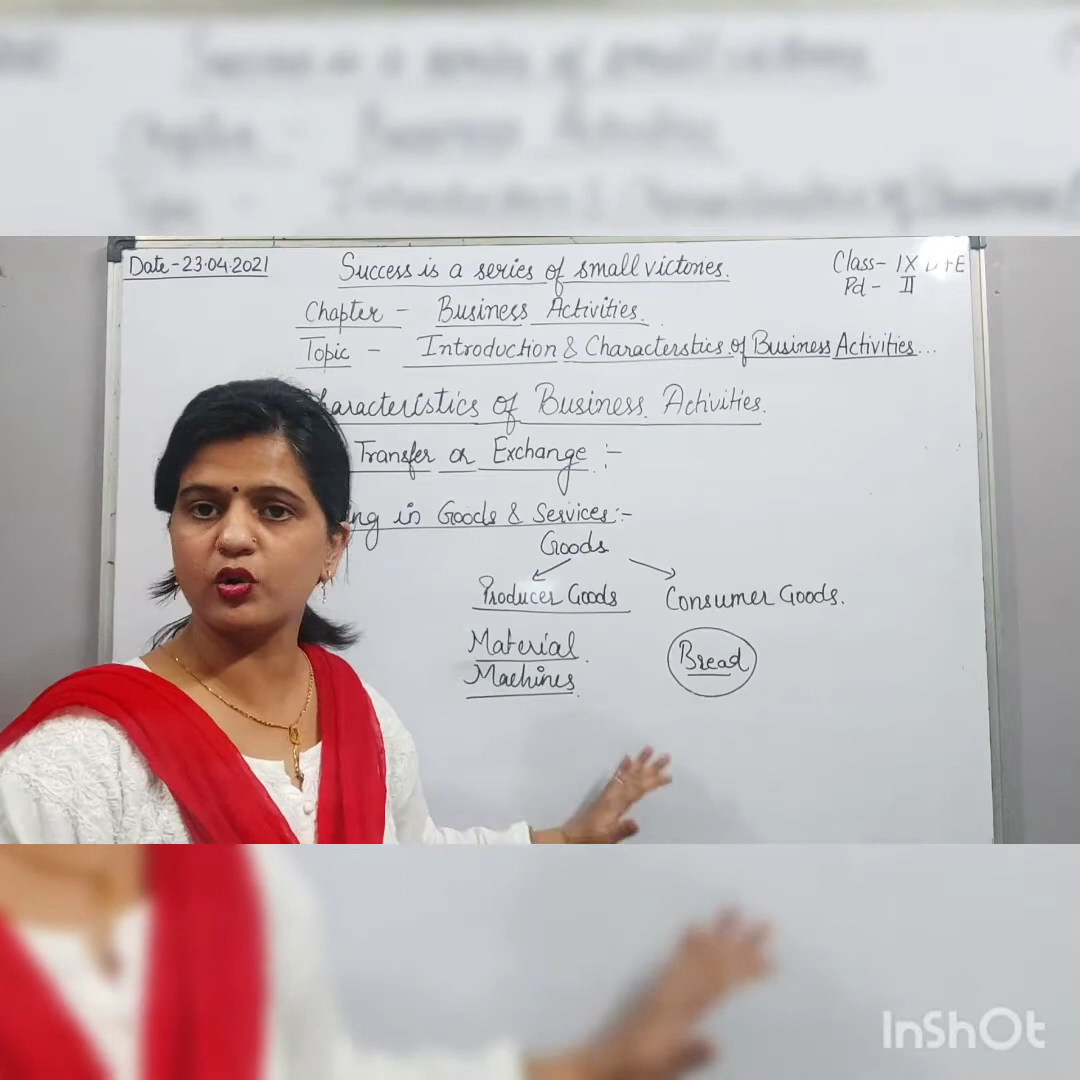 Date-23.04.2021
Success is a series of small victories.
Class- IX D+E
Pd - II
Chapter - Business Activities.
Topic - Introduction & Characterstics of Business Activities...
Characteristics of Business Activities.
Transfer or Exchange :-
in Goods & Services:-
Goods
Producer Goods
Consumer Goods.
Material
Machines
Bread
InShOt